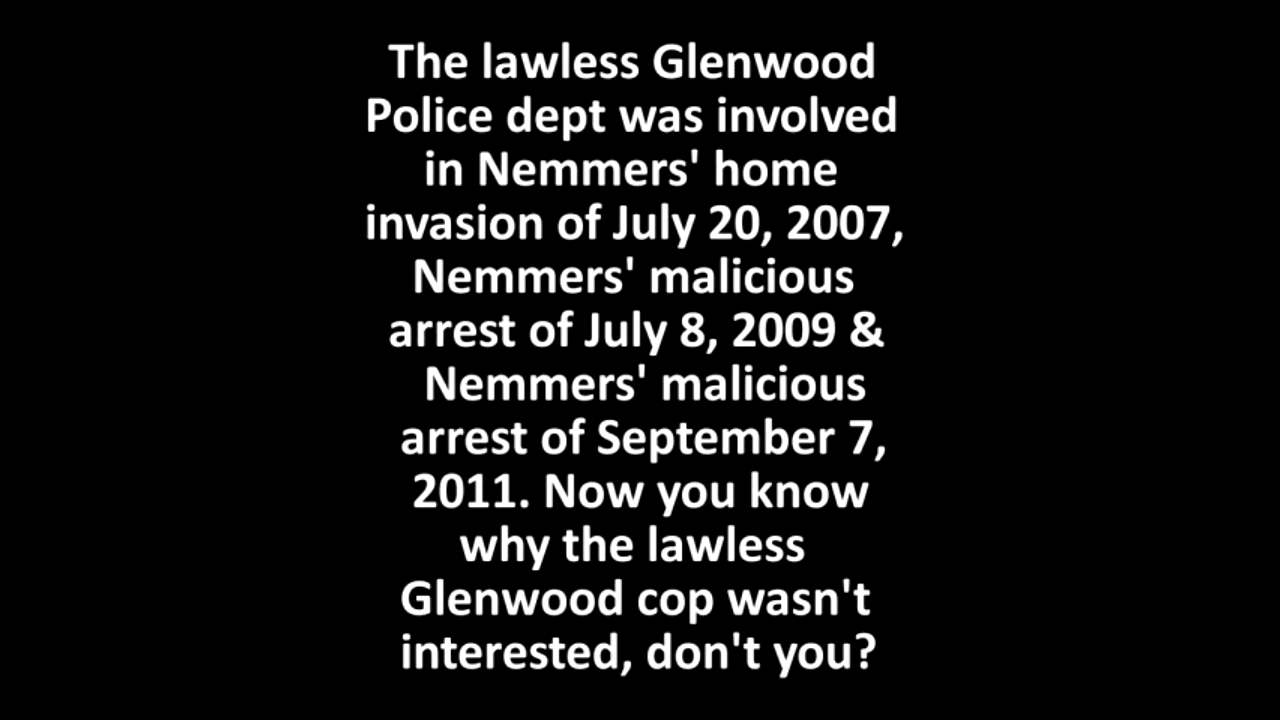 The lawless Glenwood
Police dept was involved
in Nemmers' home
invasion of July 20, 2007,
Nemmers' malicious
arrest of July 8, 2009 &
Nemmers' malicious
arrest of September 7,
2011. Now you know
why the lawless
Glenwood cop wasn't
interested, don't you?